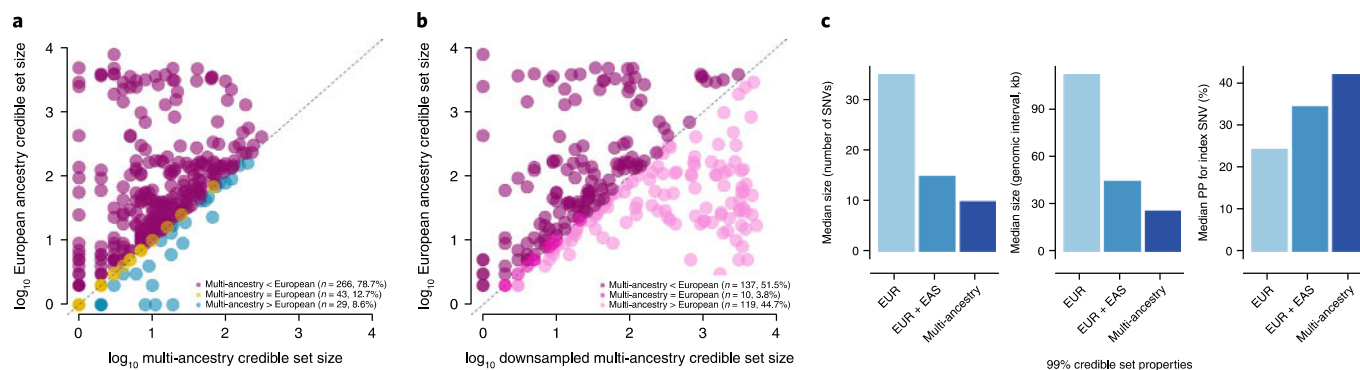 a
log10 European ancestry credible set size
4
3
2
1
0
Multi-ancestry < European (n = 266, 78.7%)
Multi-ancestry = European (n = 43, 12.7%)
Multi-ancestry > European (n = 29, 8.6%)
0 1 2 3 4
log10 multi-ancestry credible set size
b
log10 European ancestry credible set size
4
3
2
1
0
Multi-ancestry < European (n = 137, 51.5%)
Multi-ancestry = European (n = 10, 3.8%)
Multi-ancestry > European (n = 119, 44.7%)
0 1 2 3 4
log10 downsampled multi-ancestry credible set size
c
Median size (number of SNVs)
30
20
10
0
EUR
EUR + EAS
Multi-ancestry
Median size (genomic interval, kb)
90
60
30
0
EUR
EUR + EAS
Multi-ancestry
Median PP for index SNV (%)
40
30
20
10
0
EUR
EUR + EAS
Multi-ancestry
99% credible set properties